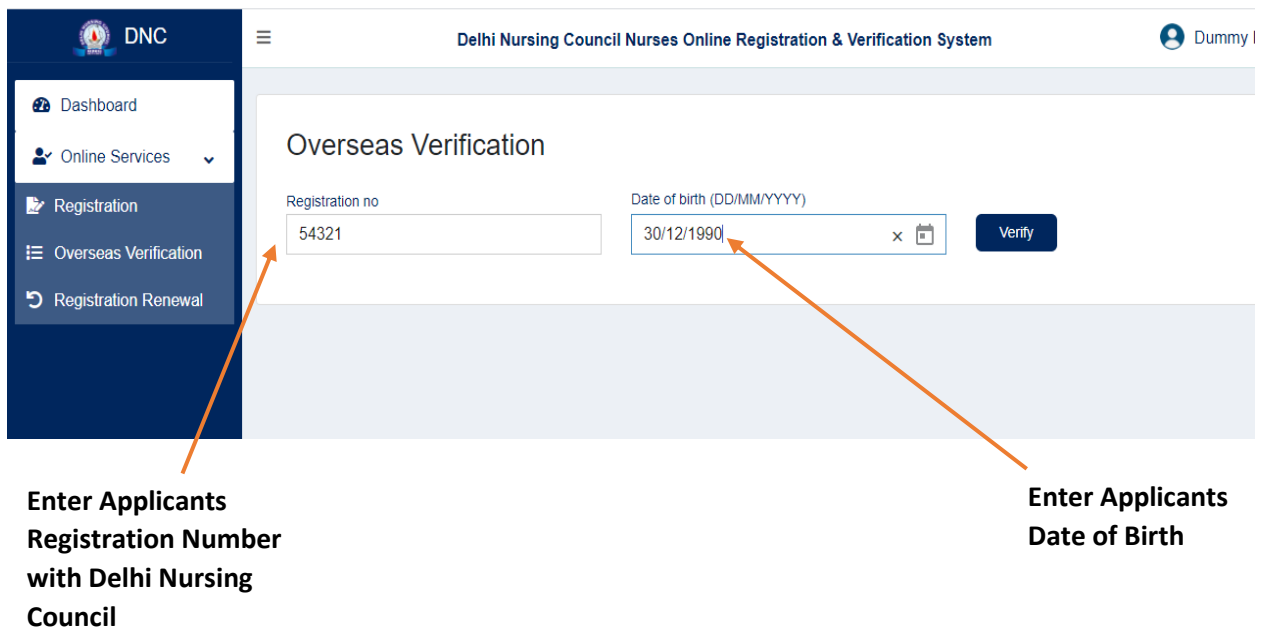 DNC
Delhi Nursing Council Nurses Online Registration & Verification System
Dummy
Dashboard
Online Services
Registration
Overseas Verification
Registration Renewal
Overseas Verification
Registration no
Date of birth (DD/MM/YYYY)
54321
30/12/1990
Verify
Enter Applicants
Registration Number
with Delhi Nursing
Council
Enter Applicants
Date of Birth